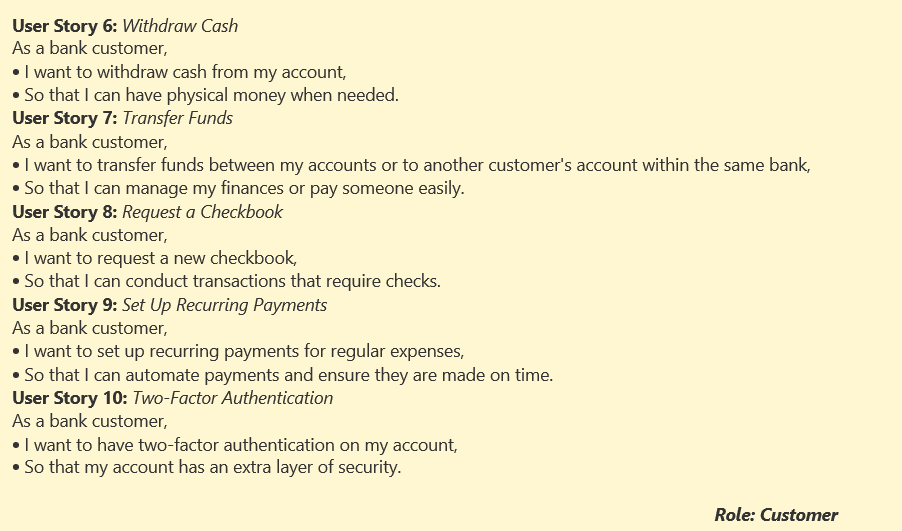 User Story 6: Withdraw Cash
As a bank customer,
• I want to withdraw cash from my account,
• So that I can have physical money when needed.
User Story 7: Transfer Funds
As a bank customer,
• I want to transfer funds between my accounts or to another customer's account within the same bank,
• So that I can manage my finances or pay someone easily.
User Story 8: Request a Checkbook
As a bank customer,
• I want to request a new checkbook,
• So that I can conduct transactions that require checks.
User Story 9: Set Up Recurring Payments
As a bank customer,
• I want to set up recurring payments for regular expenses,
• So that I can automate payments and ensure they are made on time.
User Story 10: Two-Factor Authentication
As a bank customer,
• I want to have two-factor authentication on my account,
• So that my account has an extra layer of security.
Role: Customer